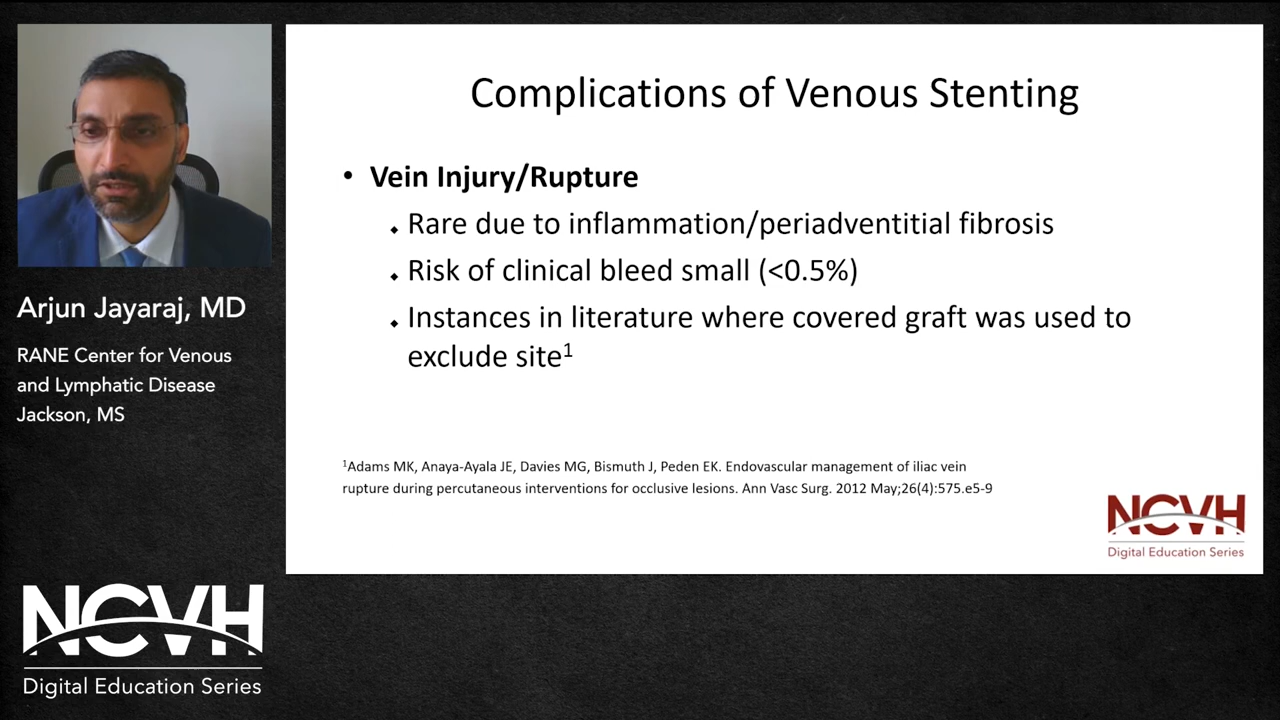 Complications of Venous Stenting
• Vein Injury/Rupture
⬩ Rare due to inflammation/periadventitial fibrosis
⬩ Risk of clinical bleed small (<0.5%)
⬩ Instances in literature where covered graft was used to
exclude site¹
¹Adams MK, Anaya-Ayala JE, Davies MG, Bismuth J, Peden EK. Endovascular management of iliac vein
rupture during percutaneous interventions for occlusive lesions. Ann Vasc Surg. 2012 May;26(4):575.e5-9
NCVH
Digital Education Series
Arjun Jayaraj, MD
RANE Center for Venous
and Lymphatic Disease
Jackson, MS
NCVH
Digital Education Series